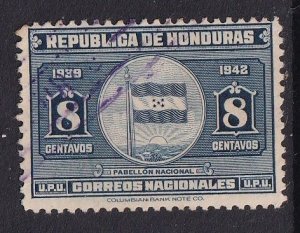 REPUBLICA DE HONDURAS
1939 1942
8 8
CENTAVOS CENTAVOS
PABELLÓN NACIONAL
U.P.U. CORREOS NACIONALES U.P.U.
COLUMBIAN BANK NOTE CO.